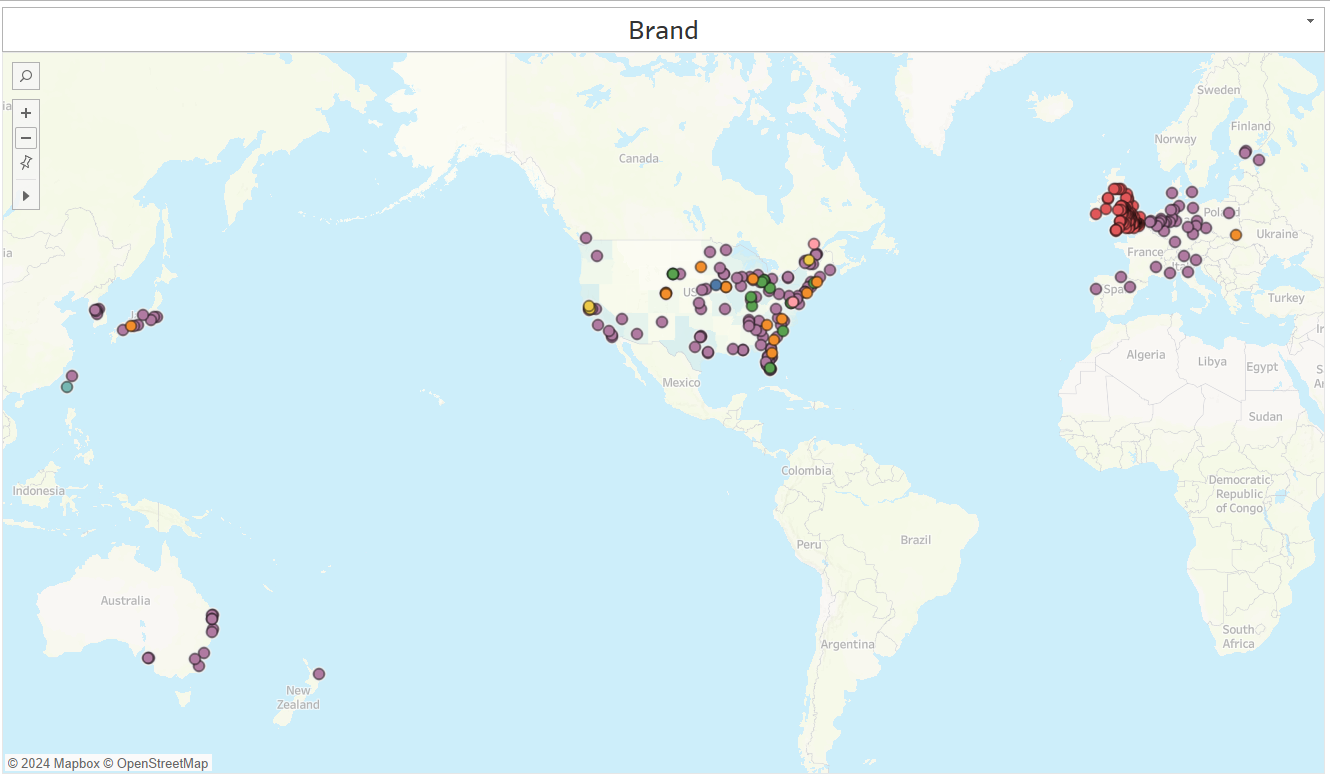 Brand
Sweden
Finland
Norway
Canada
Poland
Ukraine
France
Spa
Turkey
US
Algeria
Libya
Egypt
Mexico
Sudan
Colombia
Indonesia
Democratic
Republic
of Congo
Peru
Brazil
Australia
South
Africa
Argentina
New
Zealand
© 2024 Mapbox © OpenStreetMap